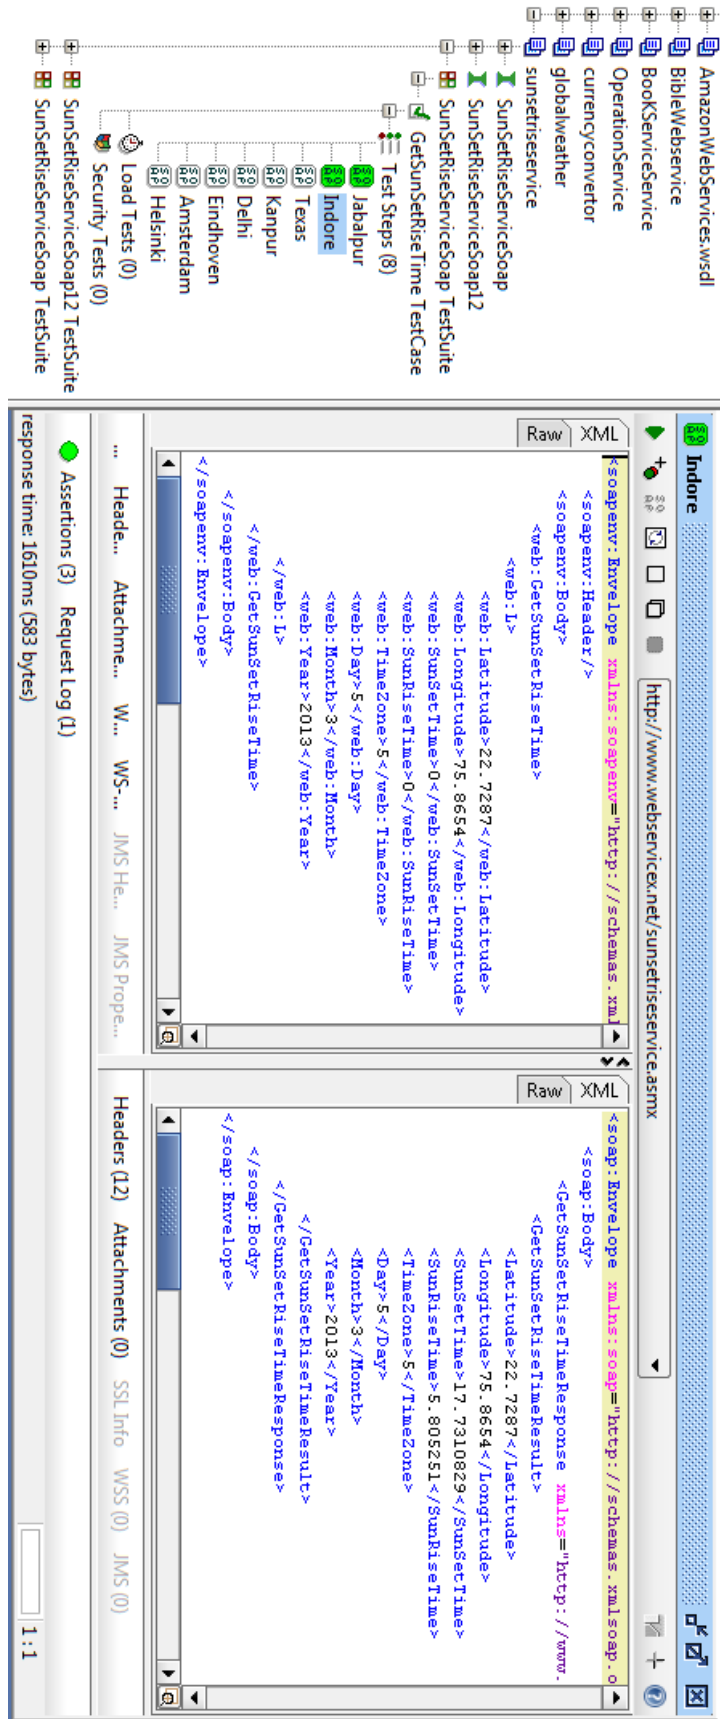 AmazonWebServices.wsdl
BibleWebservice
BooKServiceService
OperationService
currencyconvertor
globalweather
sunsetriseservice
SunSetRiseServiceSoap
SunSetRiseServiceSoap12
SunSetRiseServiceSoap TestSuite
GetSunSetRiseTime TestCase
Test Steps (8)
Jabalpur
Indore
Texas
Kanpur
Delhi
Eindhoven
Amsterdam
Helsinki
Load Tests (0)
Security Tests (0)
SunSetRiseServiceSoap12 TestSuite
SunSetRiseServiceSoap TestSuite
Indore
http://www.webservicex.net/sunsetriseservice.asmx
XML
Raw
<soapenv:Envelope xmlns:soapenv="http://schemas.xml
<soapenv:Header/>
<soapenv:Body>
<web:GetSunSetRiseTime>
<web:L>
<web:Latitude>22.7287</web:Latitude>
<web:Longitude>75.8654</web:Longitude>
<web:SunSetTime>0</web:SunSetTime>
<web:SunRiseTime>0</web:SunRiseTime>
<web:TimeZone>5</web:TimeZone>
<web:Day>5</web:Day>
<web:Month>3</web:Month>
<web:Year>2013</web:Year>
</web:L>
</web:GetSunSetRiseTime>
</soapenv:Body>
</soapenv:Envelope>
... Heade... Attachme... W... WS-... JMS He... JMS Prope...
XML
Raw
<soap:Envelope xmlns:soap="http://schemas.xmlsoap.o
<soap:Body>
<GetSunSetRiseTimeResponse xmlns="http://www.
<GetSunSetRiseTimeResult>
<Latitude>22.7287</Latitude>
<Longitude>75.8654</Longitude>
<SunSetTime>17.7310829</SunSetTime>
<SunRiseTime>5.805251</SunRiseTime>
<TimeZone>5</TimeZone>
<Day>5</Day>
<Month>3</Month>
<Year>2013</Year>
</GetSunSetRiseTimeResult>
</GetSunSetRiseTimeResponse>
</soap:Body>
</soap:Envelope>
Headers (12) Attachments (0) SSL Info WSS (0) JMS (0)
Assertions (3) Request Log (1)
response time: 1610ms (583 bytes)
1 : 1